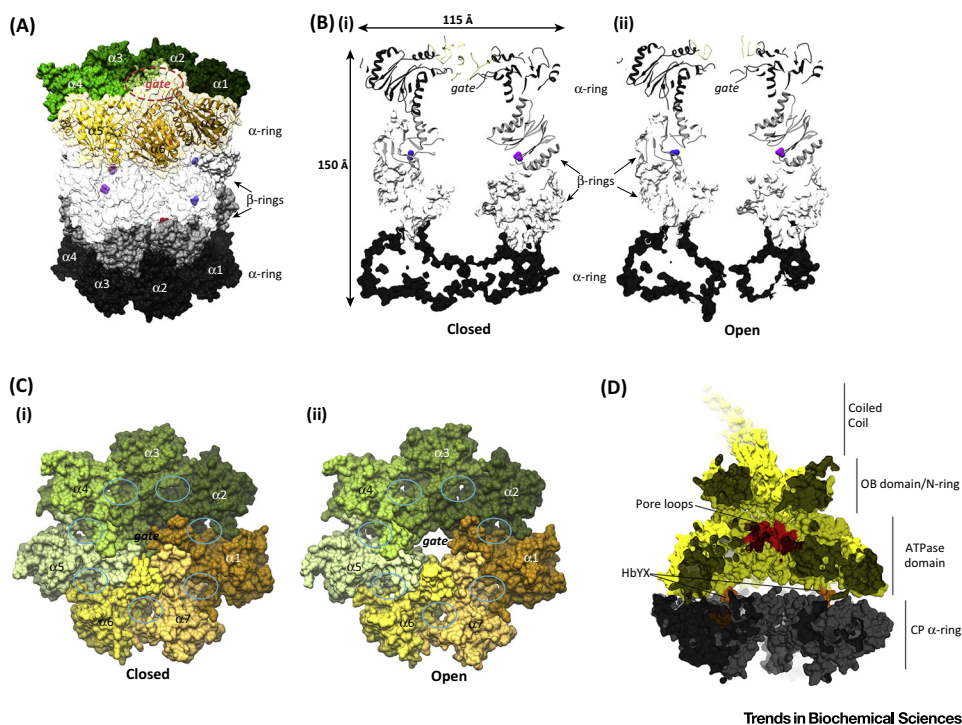 (A)
α3
α2
α4
gate
α1
α5
α6
α7
α-ring
β-rings
α4
α3
α2
α1
α-ring
(B) (i)
115 Å
150 Å
gate
α-ring
β-rings
α-ring
Closed
(ii)
gate
Open
(C)
(i)
α3
α4
α2
gate
α5
α1
α6
α7
Closed
(ii)
α3
α4
α2
gate
α5
α1
α6
α7
Open
(D)
Coiled
Coil
OB domain/N-ring
Pore loops
ATPase
domain
HbYX
CP α-ring
Trends in Biochemical Sciences